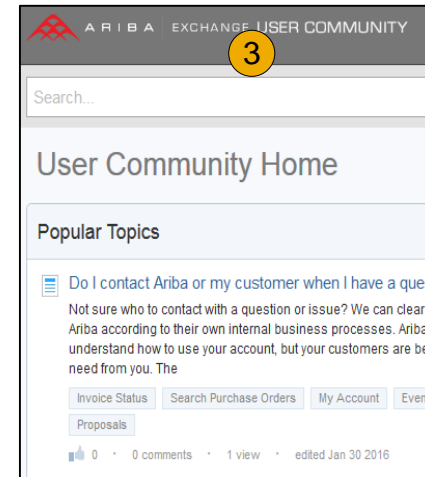 ARIBA EXCHANGE USER COMMUNITY
3
Search...
User Community Home
Popular Topics
Do I contact Ariba or my customer when I have a que
Not sure who to contact with a question or issue? We can clear
Ariba according to their own internal business processes. Ariba
understand how to use your account, but your customers are be
need from you. The
Invoice Status Search Purchase Orders My Account Even
Proposals
0 · 0 comments · 1 view · edited Jan 30 2016